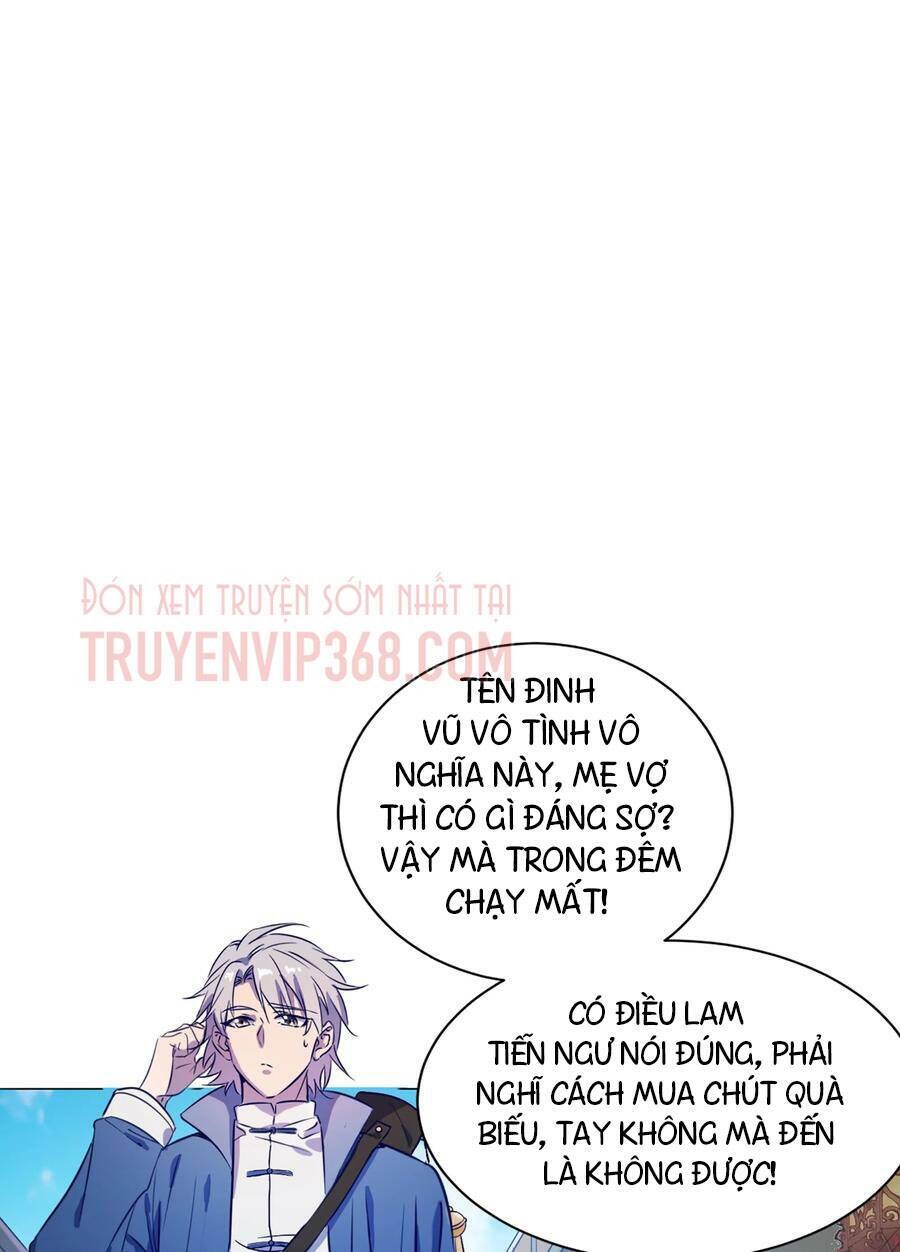 ĐÓN XEM TRUYỆN SỚM NHẤT TẠI
TRUYENVIP368.COM
TÊN ĐINH
VŨ VÔ TÌNH VÔ
NGHĨA NÀY, MẸ VỢ
THÌ CÓ GÌ ĐÁNG SỢ?
VẬY MÀ TRONG ĐÊM
CHẠY MẤT!
CÓ ĐIỀU LAM
TIẾN NGƯ NÓI ĐÚNG, PHẢI
NGHĨ CÁCH MUA CHÚT QUÀ
BIẾU, TAY KHÔNG MÀ ĐẾN
LÀ KHÔNG ĐƯỢC!